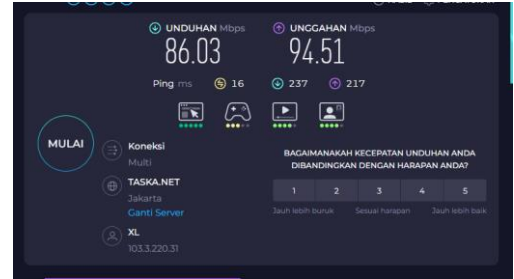 UNDUHAN Mbps
86.03
UNGGAHAN Mbps
94.51
Ping ms 16 237 217
MULAI
Koneksi
Multi
TASKA.NET
Jakarta
Ganti Server
XL
103.3.220.31
BAGAIMANAKAH KECEPATAN UNDUHAN ANDA
DIBANDINGKAN DENGAN HARAPAN ANDA?
1 2 3 4 5
Jauh lebih buruk Sesuai harapan Jauh lebih baik